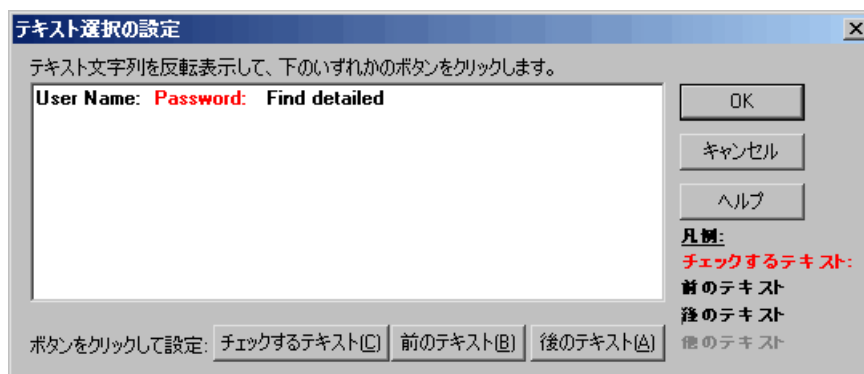 テキスト選択の設定
テキスト文字列を反転表示して、下のいずれかのボタンをクリックします。
User Name: Password: Find detailed
OK
キャンセル
ヘルプ
凡例:
チェックするテキスト:
前のテキスト
後のテキスト
他のテキスト
ボタンをクリックして設定: チェックするテキスト(C) 前のテキスト(B) 後のテキスト(A)